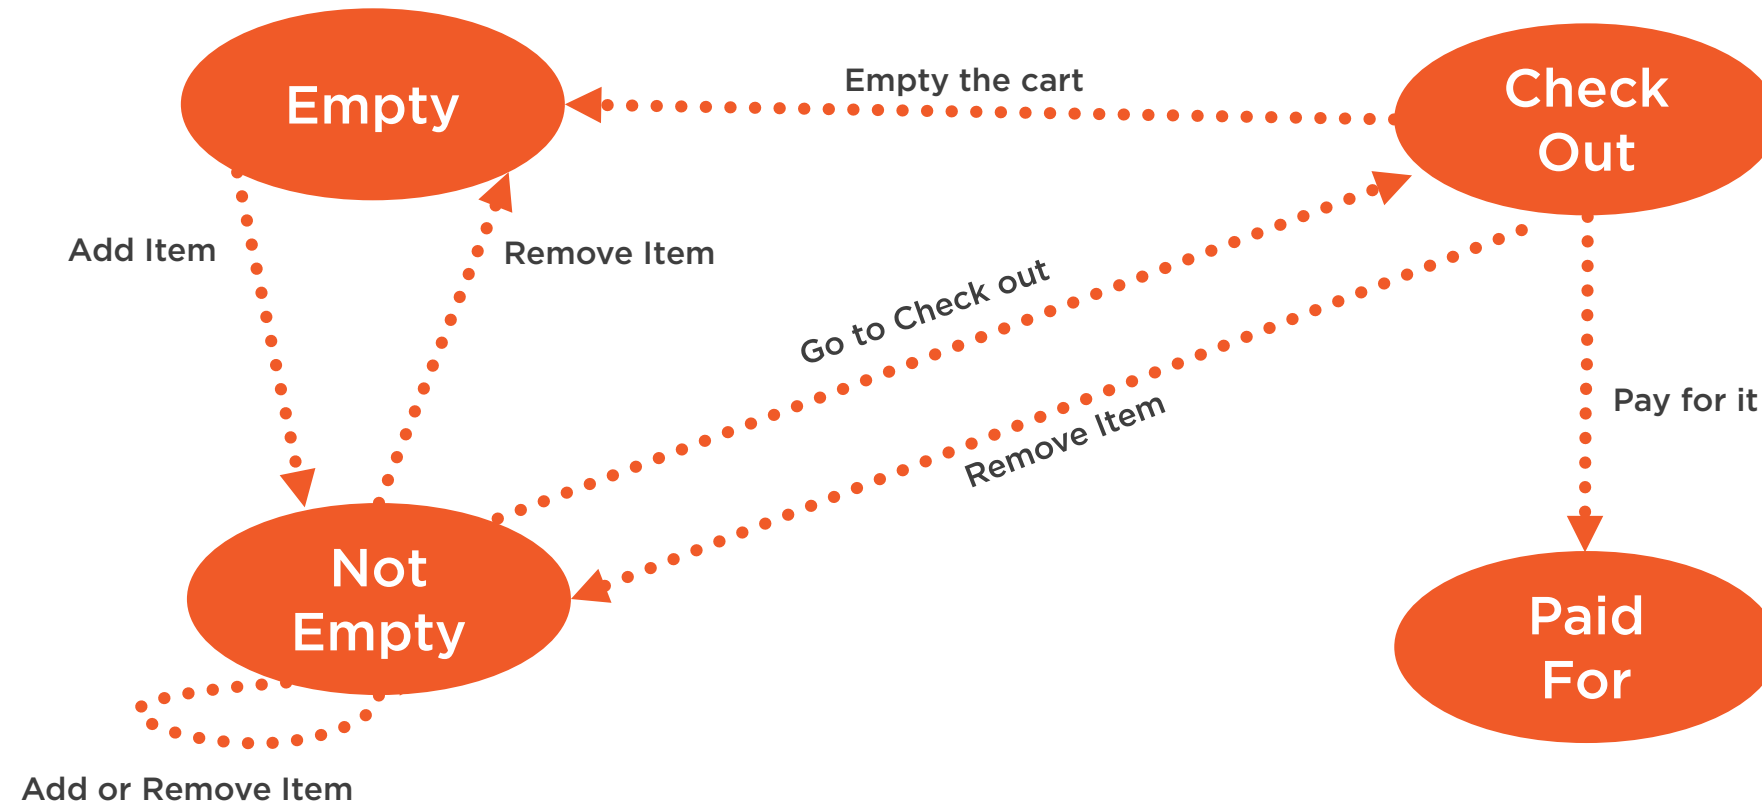 Empty
Empty the cart
Check
Out
Add Item
Remove Item
Go to Check out
Remove Item
Pay for it
Not
Empty
Paid
For
Add or Remove Item